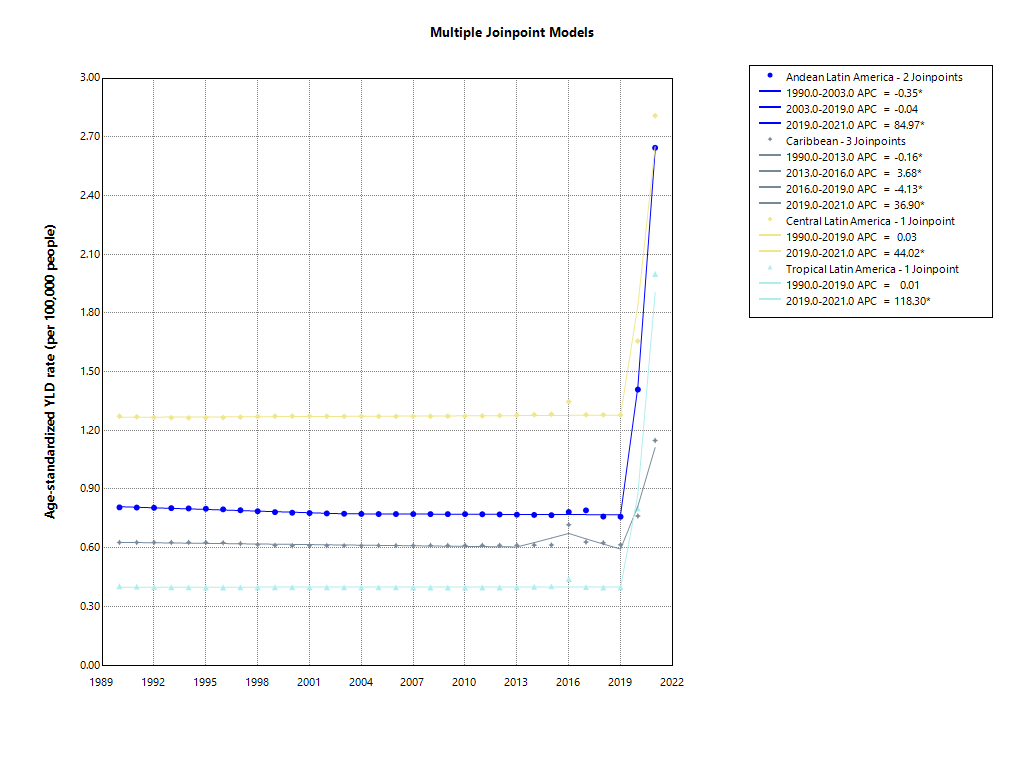 Multiple Joinpoint Models
Age-standardized YLD rate (per 100,000 people)
3.00
2.70
2.40
2.10
1.80
1.50
1.20
0.90
0.60
0.30
0.00
1989 1992 1995 1998 2001 2004 2007 2010 2013 2016 2019 2022
Andean Latin America - 2 Joinpoints
1990.0-2003.0 APC = -0.35*
2003.0-2019.0 APC = -0.04
2019.0-2021.0 APC = 84.97*
Caribbean - 3 Joinpoints
1990.0-2013.0 APC = -0.16*
2013.0-2016.0 APC = 3.68*
2016.0-2019.0 APC = -4.13*
2019.0-2021.0 APC = 36.90*
Central Latin America - 1 Joinpoint
1990.0-2019.0 APC = 0.03
2019.0-2021.0 APC = 44.02*
Tropical Latin America - 1 Joinpoint
1990.0-2019.0 APC = 0.01
2019.0-2021.0 APC = 118.30*